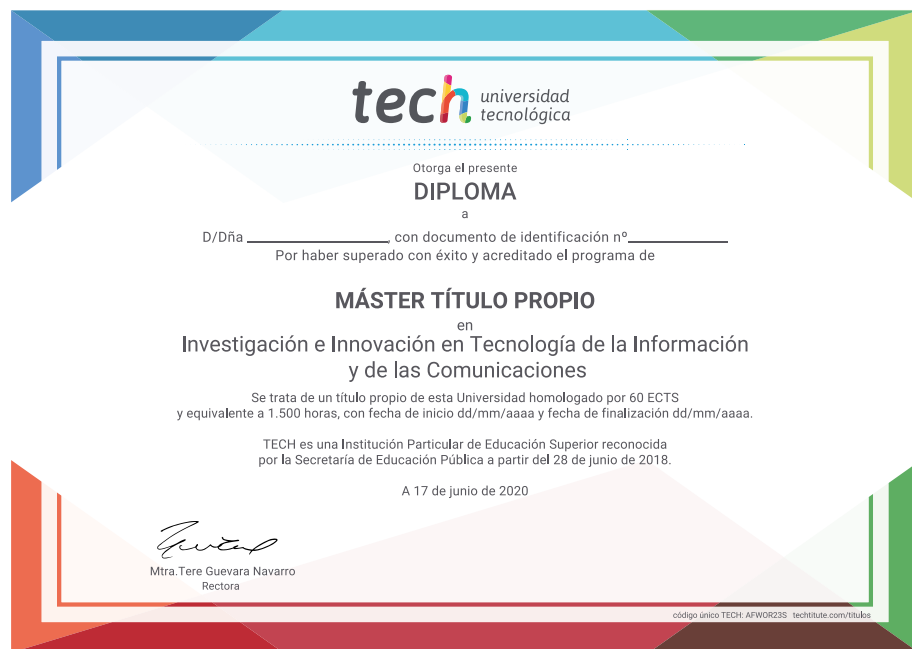 tech universidad
tecnológica
Otorga el presente
DIPLOMA
a
D/Dña ____________, con documento de identificación nº____________
Por haber superado con éxito y acreditado el programa de
MÁSTER TÍTULO PROPIO
en
Investigación e Innovación en Tecnología de la Información
y de las Comunicaciones
Se trata de un título propio de esta Universidad homologado por 60 ECTS
y equivalente a 1.500 horas, con fecha de inicio dd/mm/aaaa y fecha de finalización dd/mm/aaaa.
TECH es una Institución Particular de Educación Superior reconocida
por la Secretaría de Educación Pública a partir del 28 de junio de 2018.
A 17 de junio de 2020
Mtra.Tere Guevara Navarro
Rectora
código único TECH: AFWOR23S techtitute.com/titulos